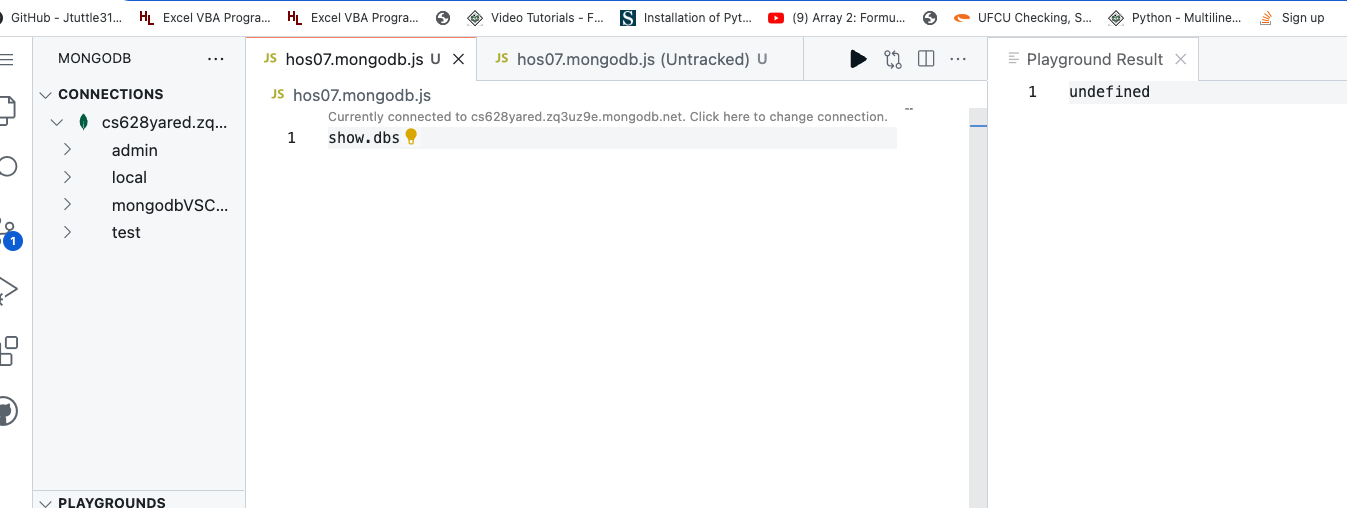 GitHub - Jtuttle31...
HL Excel VBA Progra...
HL Excel VBA Progra...
Video Tutorials - F...
S Installation of Pyt...
(9) Array 2: Formu...
UFCU Checking, S...
Python - Multiline...
Sign up
MONGODB ...
JS hos07.mongodb.js U
JS hos07.mongodb.js (Untracked) U
...
Playground Result
CONNECTIONS
JS hos07.mongodb.js
1 undefined
cs628yared.zq...
Currently connected to cs628yared.zq3uz9e.mongodb.net. Click here to change connection.
1 show.dbs
admin
local
mongodbVSC...
test
1
PLAYGROUNDS